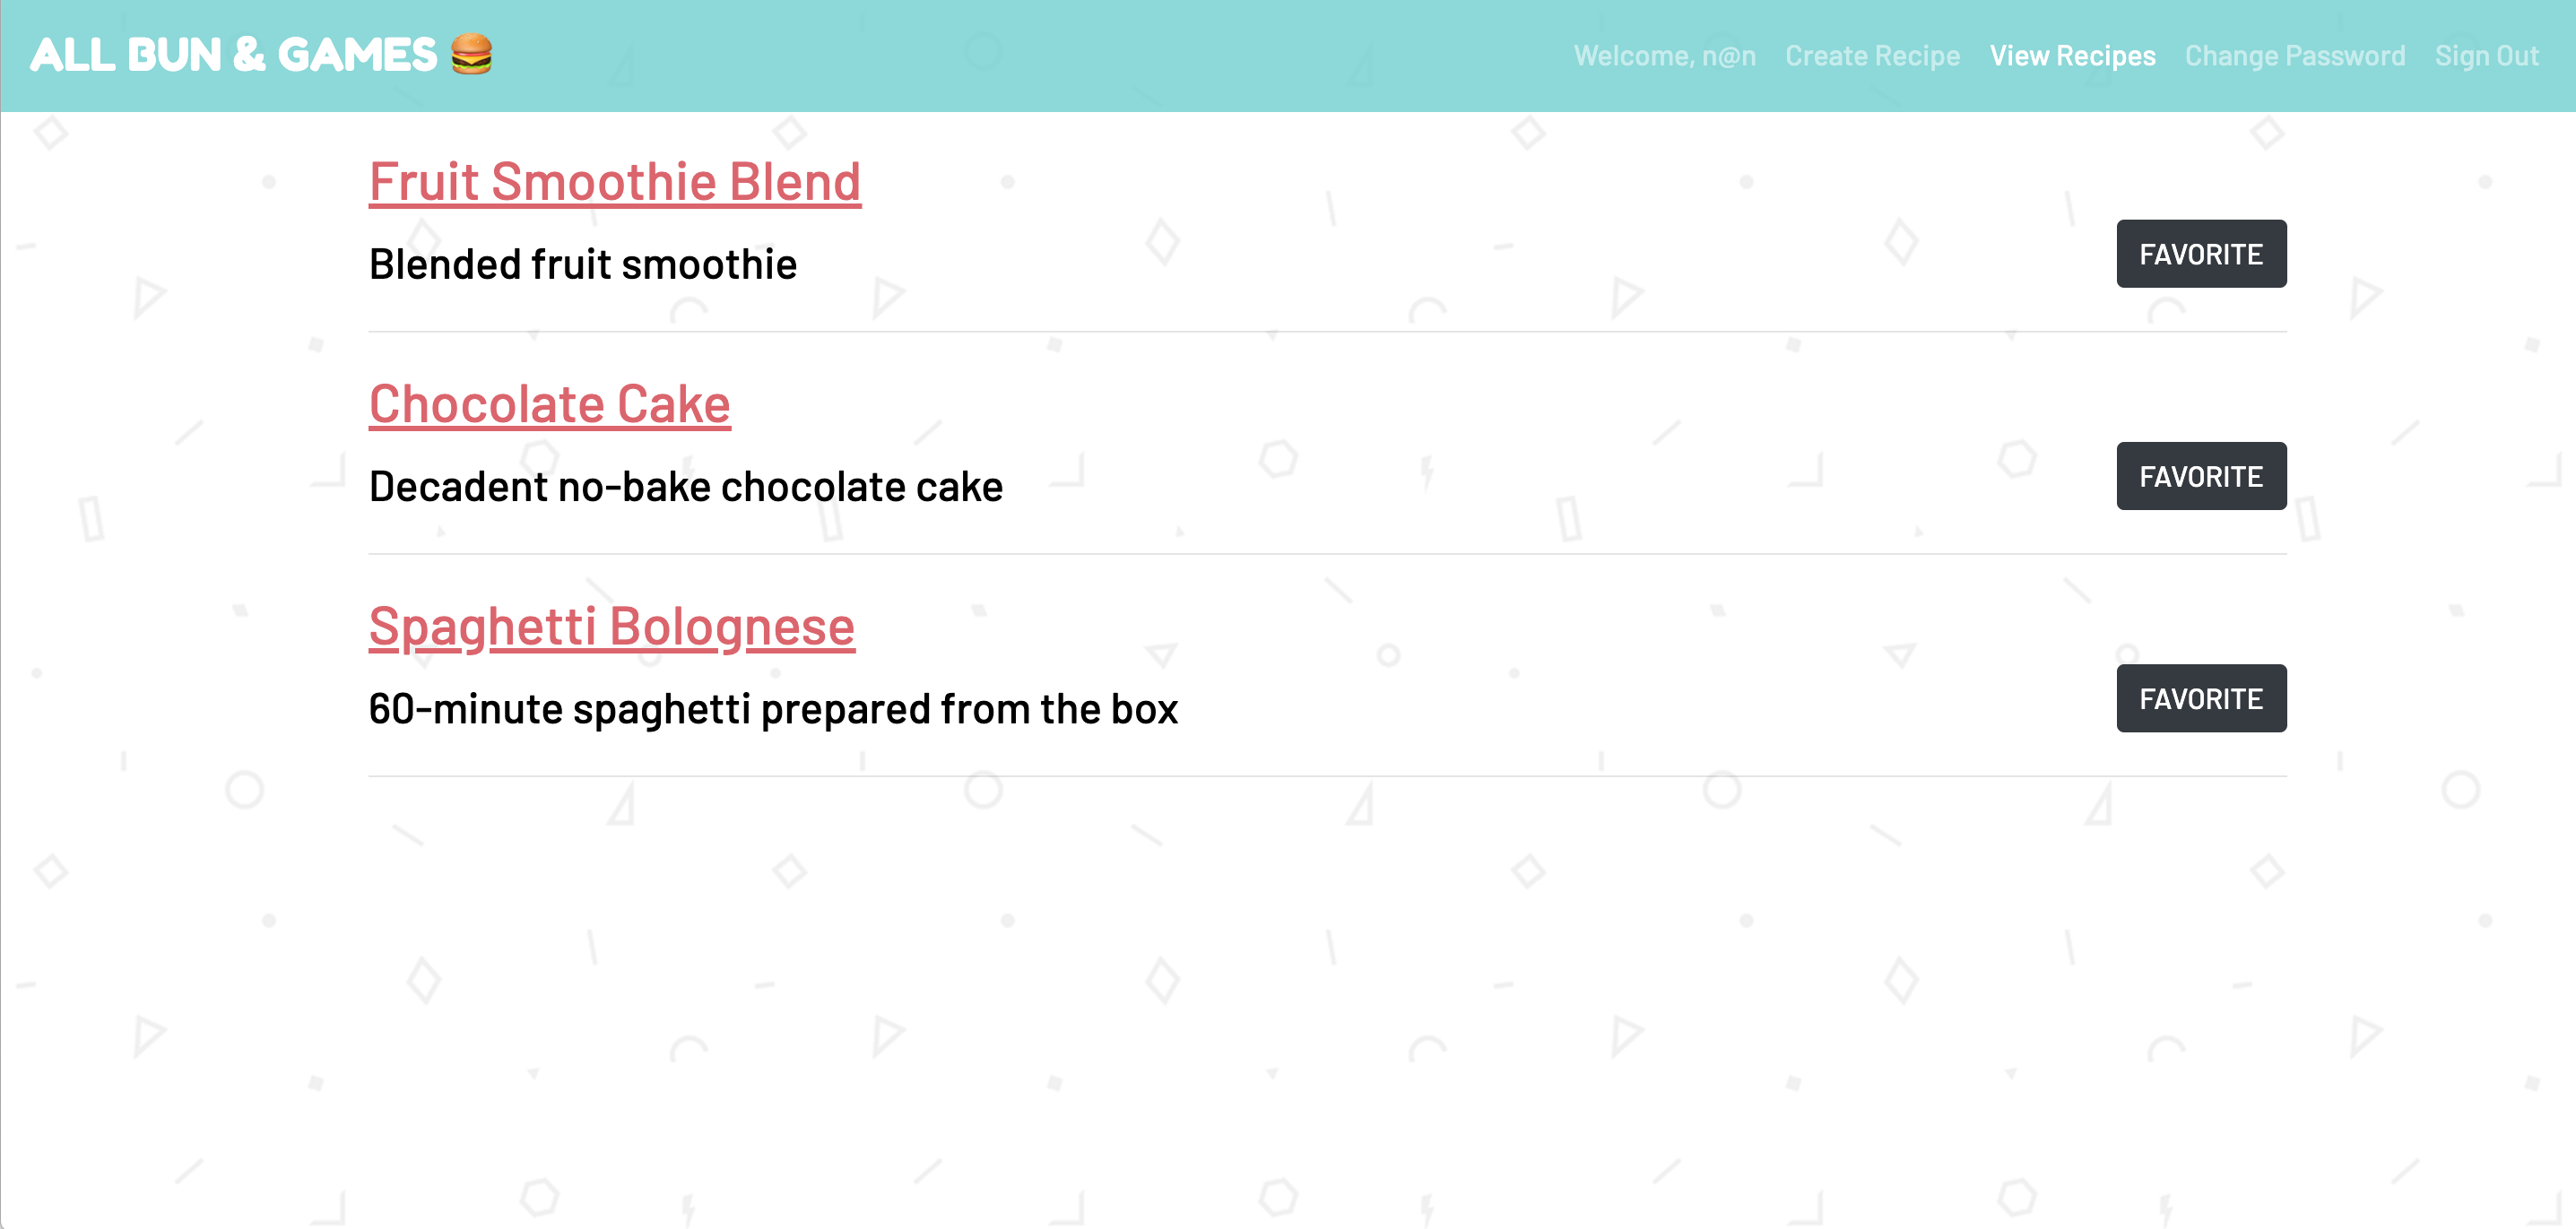 ALL BUN & GAMES 🍔
Welcome, n@n Create Recipe View Recipes Change Password Sign Out
Fruit Smoothie Blend
Blended fruit smoothie
FAVORITE
Chocolate Cake
Decadent no-bake chocolate cake
FAVORITE
Spaghetti Bolognese
60-minute spaghetti prepared from the box
FAVORITE